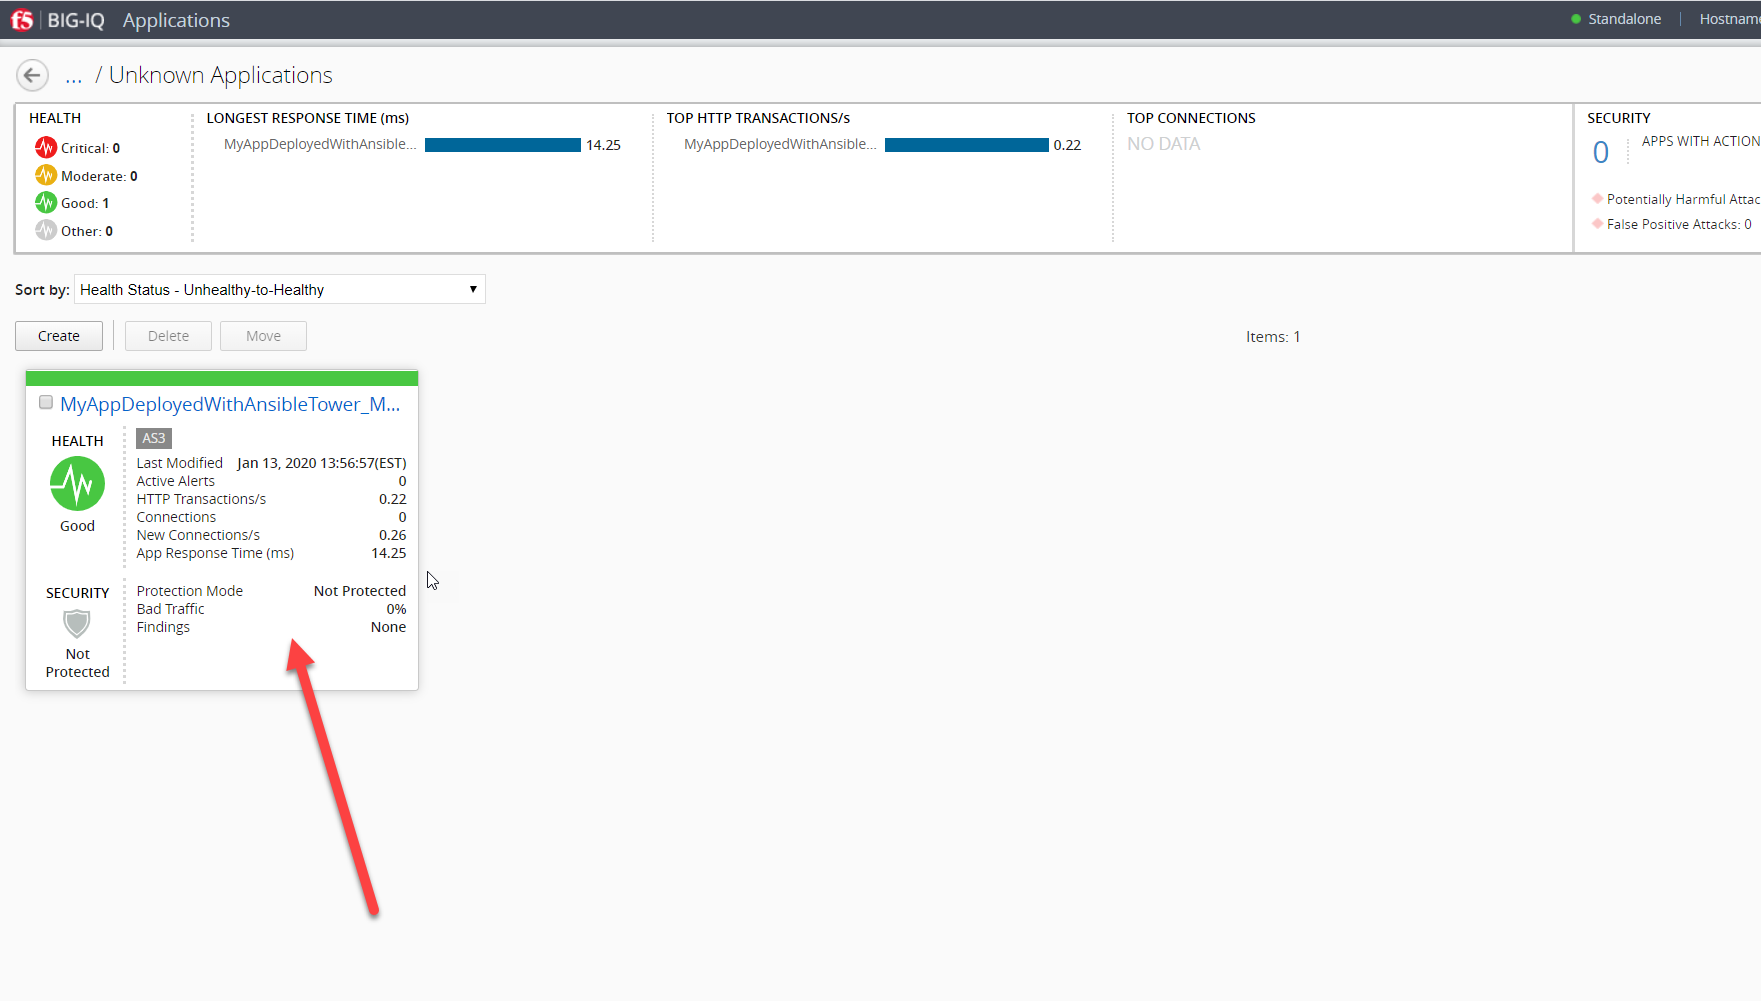 f5 BIG-IQ Applications Standalone Hostname
... / Unknown Applications
HEALTH
Critical: 0
Moderate: 0
Good: 1
Other: 0
LONGEST RESPONSE TIME (ms)
MyAppDeployedWithAnsible... 14.25
TOP HTTP TRANSACTIONS/s
MyAppDeployedWithAnsible... 0.22
TOP CONNECTIONS
NO DATA
SECURITY
0 APPS WITH ACTION
Potentially Harmful Attac
False Positive Attacks: 0
Sort by: Health Status - Unhealthy-to-Healthy
Create Delete Move Items: 1
MyAppDeployedWithAnsibleTower_M...
HEALTH
Good
AS3
Last Modified Jan 13, 2020 13:56:57(EST)
Active Alerts 0
HTTP Transactions/s 0.22
Connections 0
New Connections/s 0.26
App Response Time (ms) 14.25
SECURITY
Not
Protected
Protection Mode Not Protected
Bad Traffic 0%
Findings None